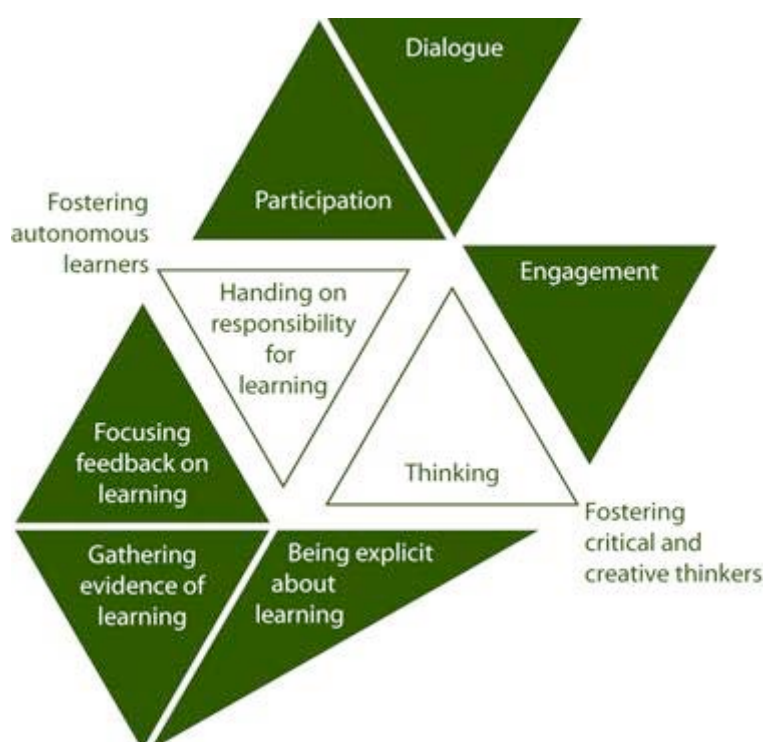 Dialogue
Participation
Fostering
autonomous
learners
Engagement
Handing on
responsibility
for
learning
Focusing
feedback on
learning
Thinking
Fostering
critical and
creative thinkers
Gathering
evidence of
learning
Being explicit
about
learning